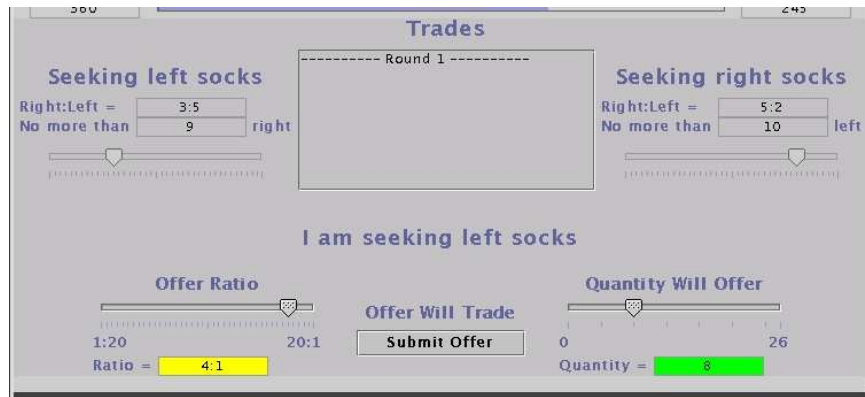 360
245
Trades
---------- Round 1 ----------
Seeking left socks
Right:Left = 3:5
No more than 9 right
Seeking right socks
Right:Left = 5:2
No more than 10 left
I am seeking left socks
Offer Ratio
1:20 20:1
Ratio = 4:1
Offer Will Trade
Submit Offer
Quantity Will Offer
0 26
Quantity = 8